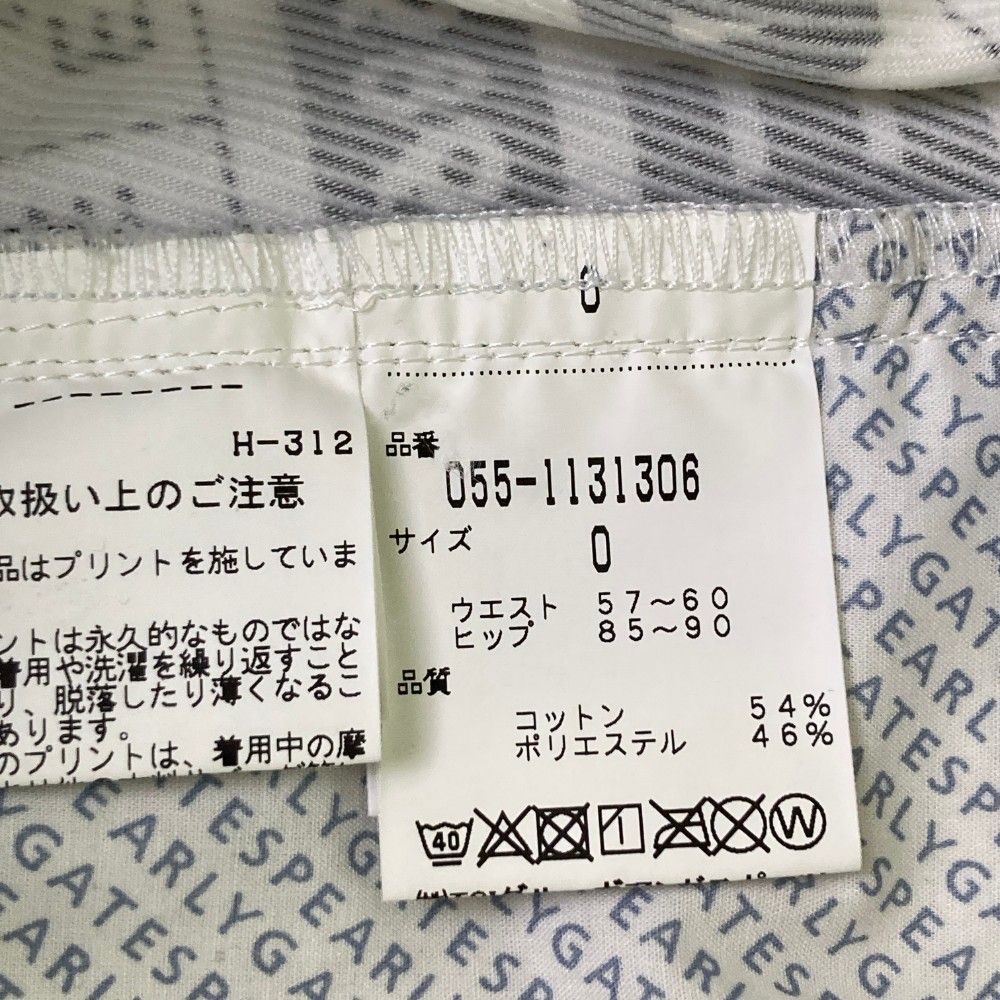 H-312
取扱い上のご注意
品はプリントを施していま
ントは永久的なものではな
着用や洗濯を繰り返すこと
り、脱落したり薄くなるこ
あります。
のプリントは、着用中の摩
0
品番
055-1131306
サイズ 0
ウエスト 57～60
ヒップ 85～90
品質
コットン 54%
ポリエステル 46%
40
W
PEARLYGATES